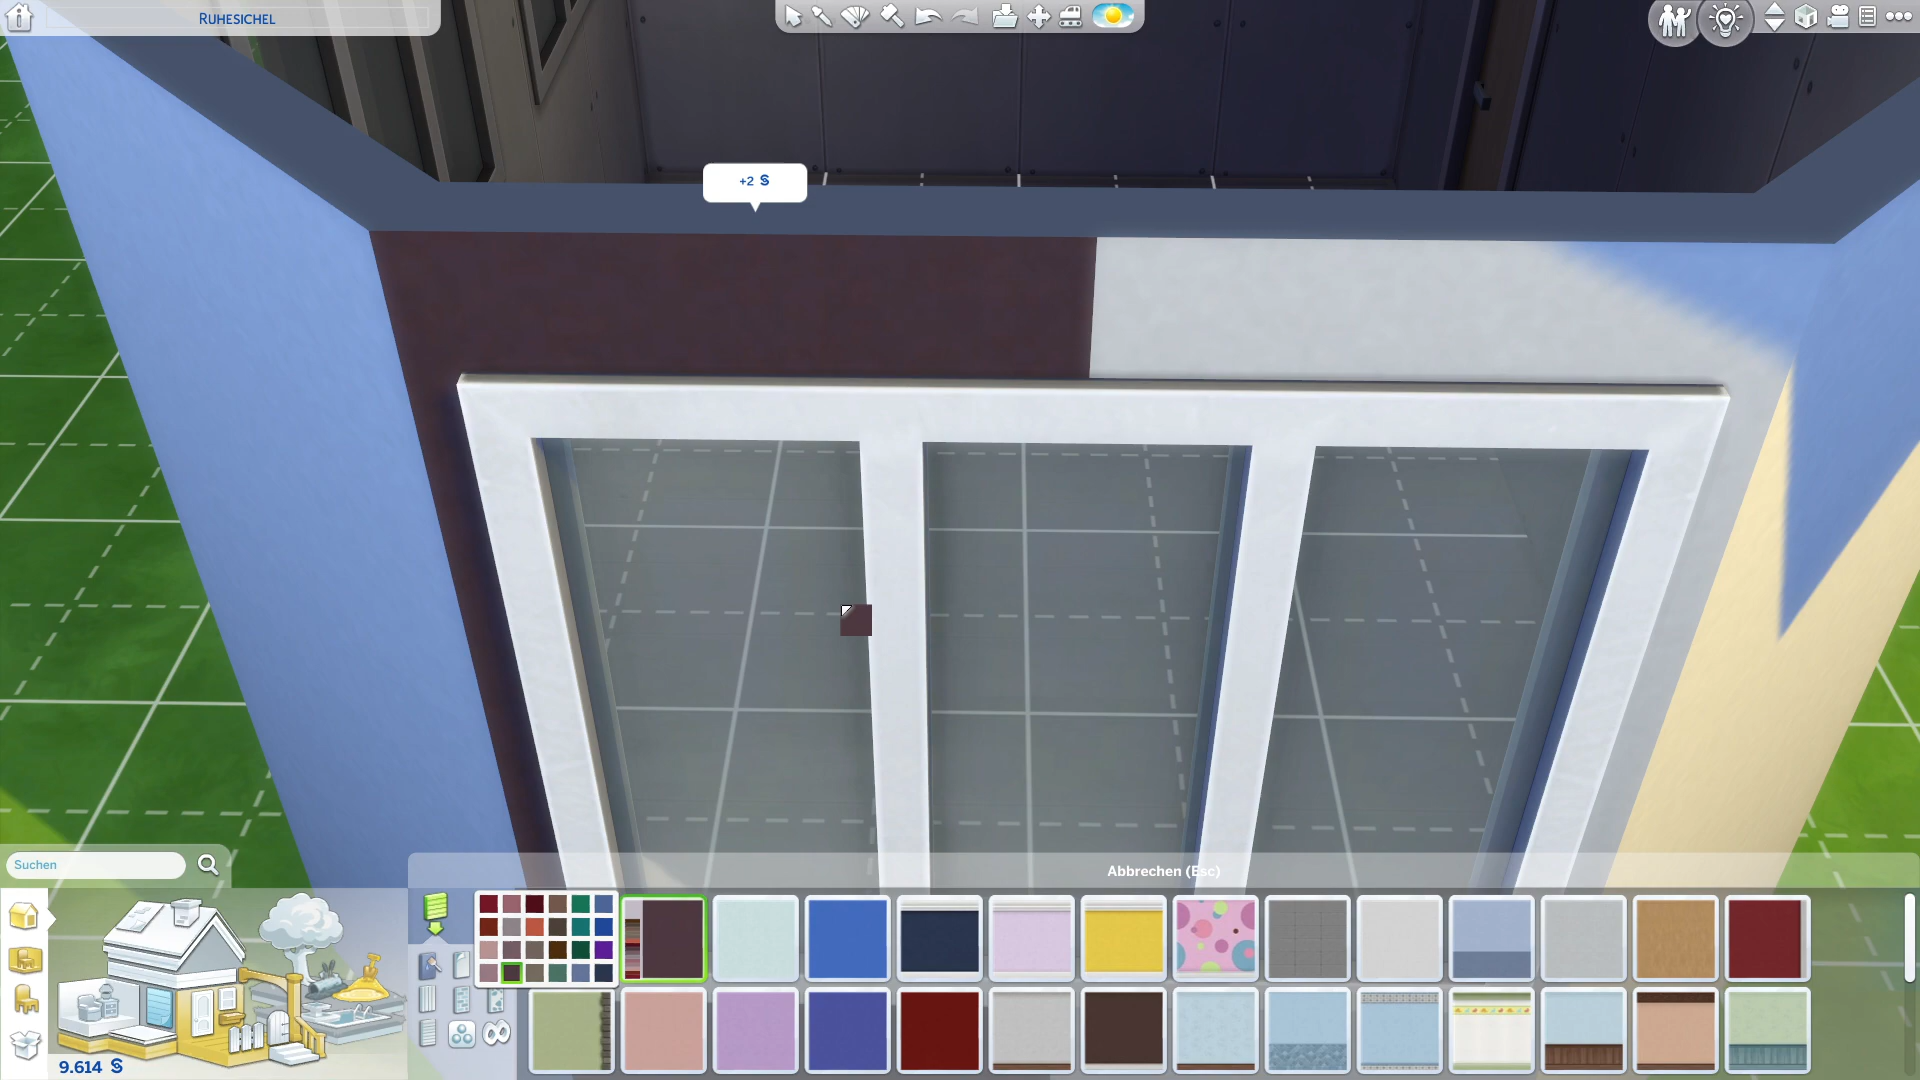 Ruhesichel
+2 §
Abbrechen (Esc)
Suchen
9.614 §